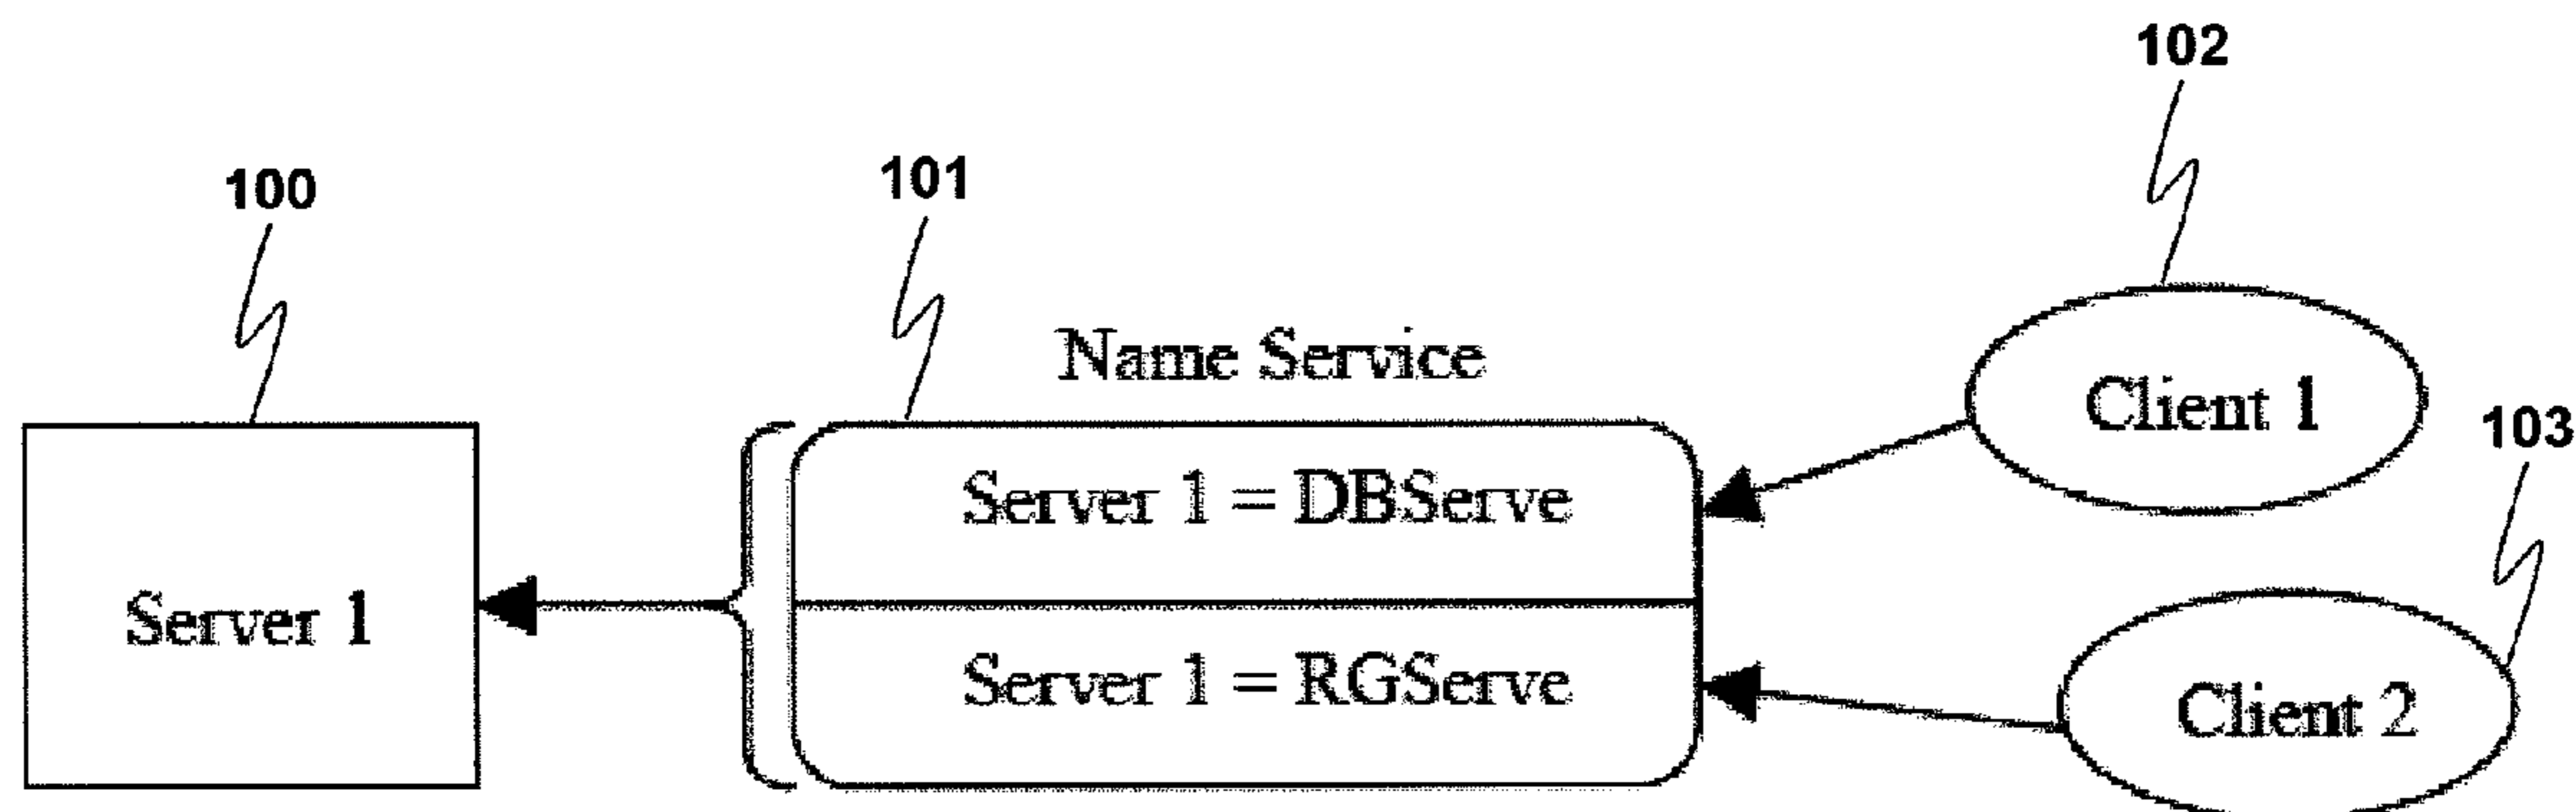 102
101
100
Name Service
Client 1
103
Server 1 = DBServe
Server 1
Server 1 = RGServe
Client 2